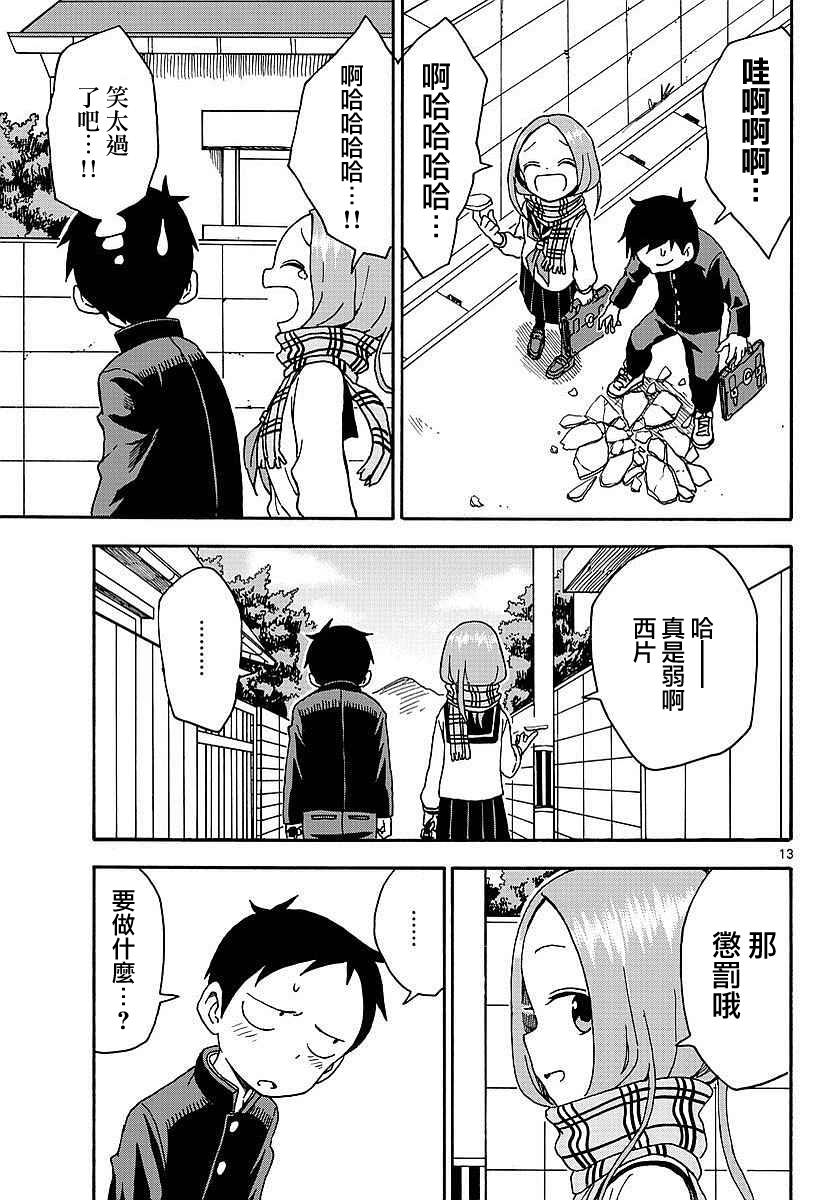 哇啊啊啊…
啊哈哈哈哈…
啊哈哈哈哈…!!
笑太過
了吧…!!
哈——
真是弱啊
西片
………
13
那
懲罰哦
……
要做什麼…?